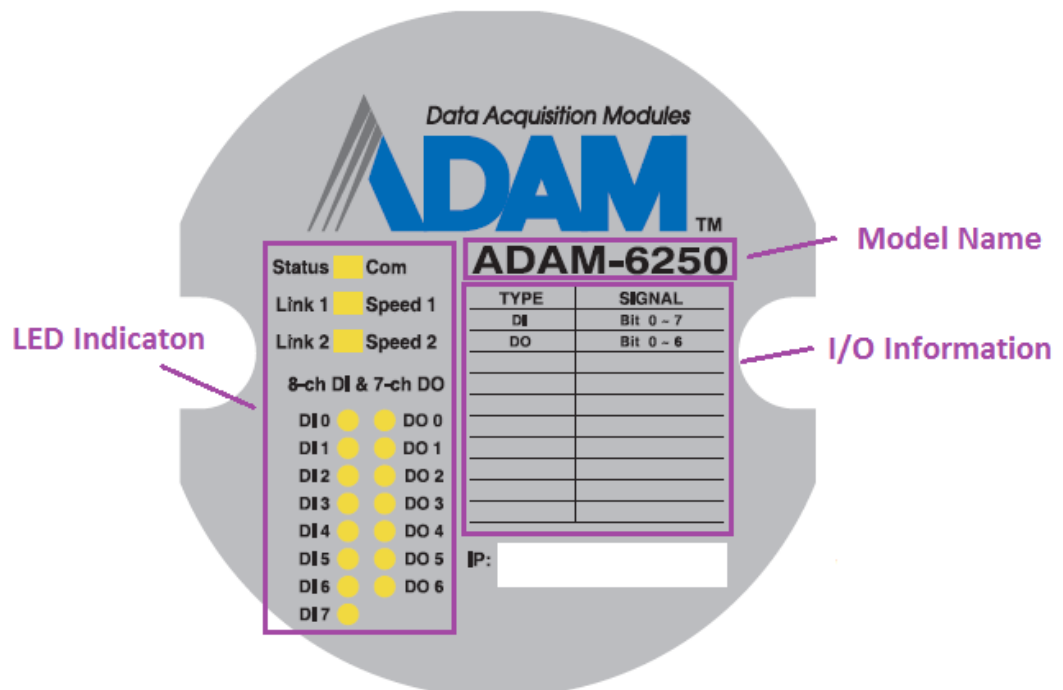 Data Acquisition Modules
ADAM
TM
Model Name
ADAM-6250
Status Com
Link 1 Speed 1
Link 2 Speed 2
LED Indicaton
8-ch DI & 7-ch DO
DI 0 DO 0
DI 1 DO 1
DI 2 DO 2
DI 3 DO 3
DI 4 DO 4
DI 5 DO 5
DI 6 DO 6
DI 7
TYPE SIGNAL
DI Bit 0 ~ 7
DO Bit 0 ~ 6
I/O Information
IP: